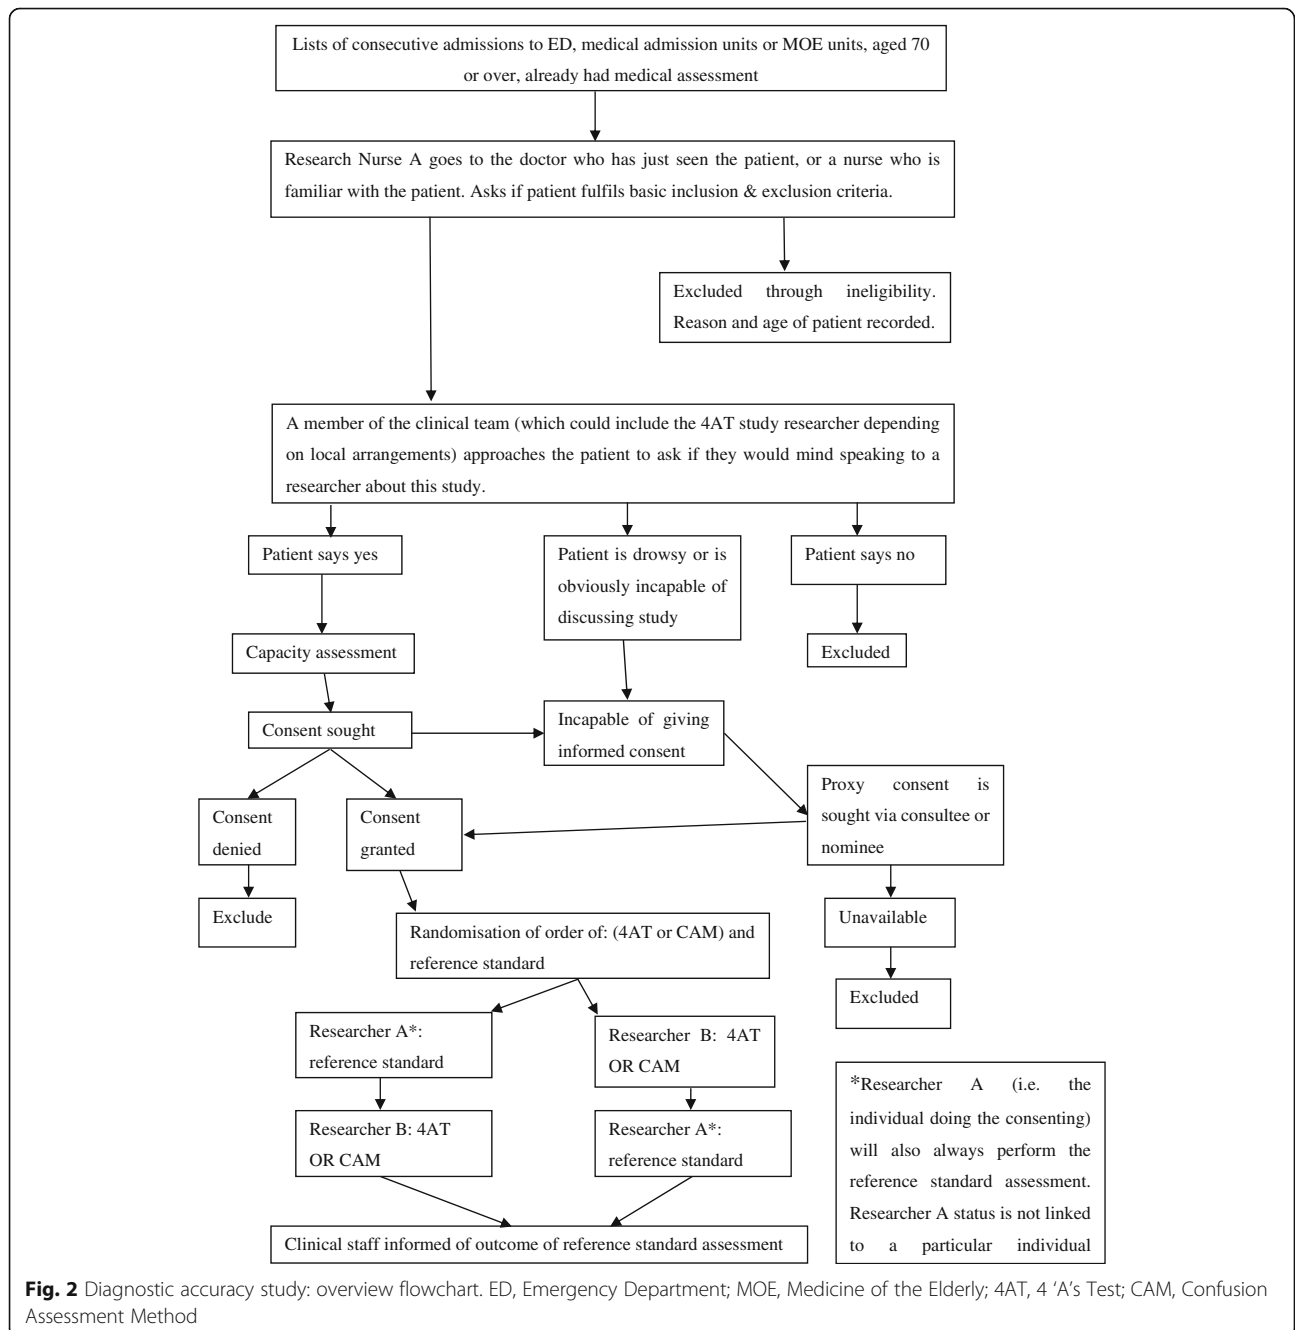 Lists of consecutive admissions to ED, medical admission units or MOE units, aged 70
or over, already had medical assessment
Research Nurse A goes to the doctor who has just seen the patient, or a nurse who is
familiar with the patient. Asks if patient fulfils basic inclusion & exclusion criteria.
Excluded through ineligibility.
Reason and age of patient recorded.
A member of the clinical team (which could include the 4AT study researcher depending
on local arrangements) approaches the patient to ask if they would mind speaking to a
researcher about this study.
Patient says yes
Patient is drowsy or is
obviously incapable of
discussing study
Patient says no
Capacity assessment
Excluded
Consent sought
Incapable of giving
informed consent
Proxy consent is
sought via consultee or
nominee
Consent
denied
Consent
granted
Exclude
Unavailable
Randomisation of order of: (4AT or CAM) and
reference standard
Excluded
Researcher A*:
reference standard
Researcher B: 4AT
OR CAM
Researcher B: 4AT
OR CAM
Researcher A*:
reference standard
*Researcher A (i.e. the
individual doing the consenting)
will also always perform the
reference standard assessment.
Researcher A status is not linked
to a particular individual
Clinical staff informed of outcome of reference standard assessment
Fig. 2 Diagnostic accuracy study: overview flowchart. ED, Emergency Department; MOE, Medicine of the Elderly; 4AT, 4 ‘A’s Test; CAM, Confusion
Assessment Method